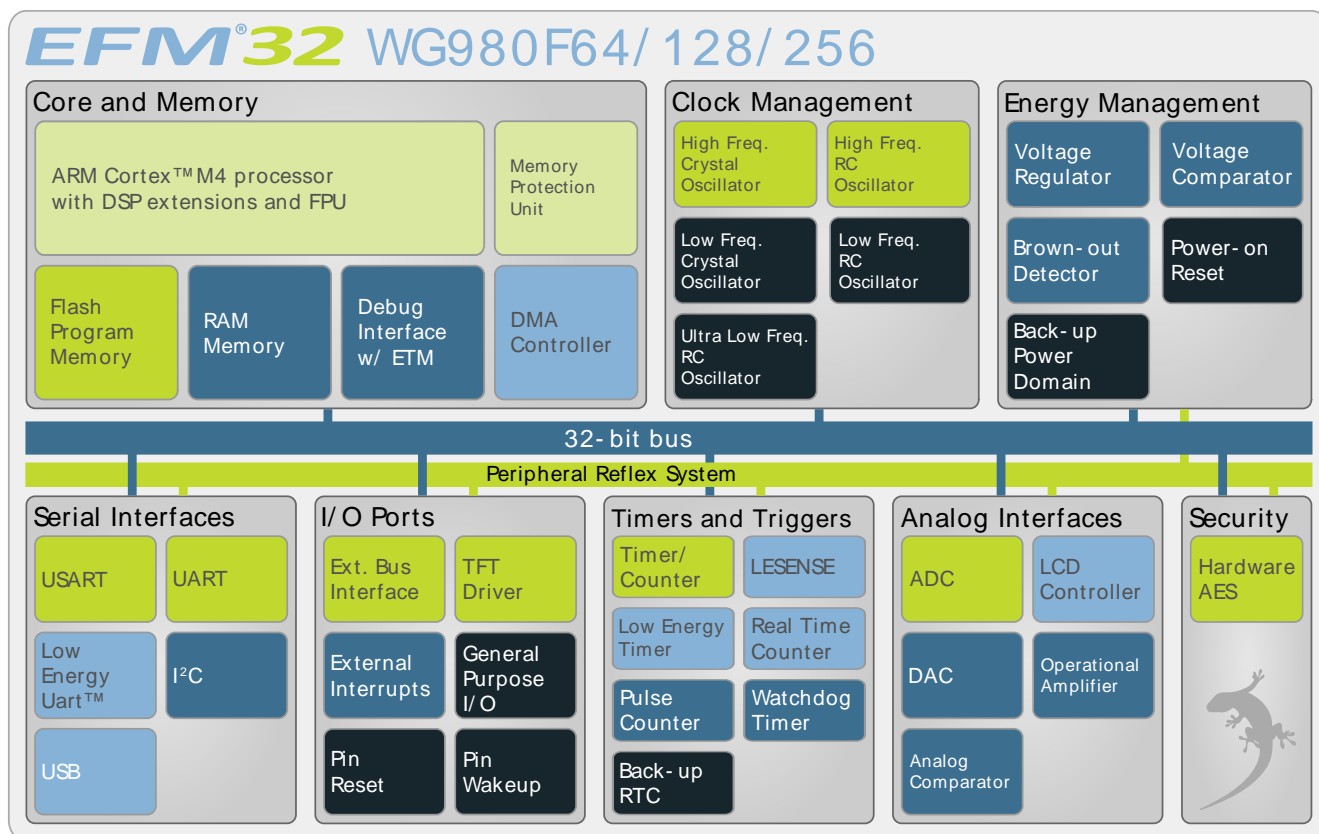 EFM®32 WG980F64/128/256
Core and Memory
ARM Cortex™ M4 processor
with DSP extensions and FPU
Memory
Protection
Unit
Flash
Program
Memory
RAM
Memory
Debug
Interface
w/ ETM
DMA
Controller
Clock Management
High Freq.
Crystal
Oscillator
High Freq.
RC
Oscillator
Low Freq.
Crystal
Oscillator
Low Freq.
RC
Oscillator
Ultra Low Freq.
RC
Oscillator
Energy Management
Voltage
Regulator
Voltage
Comparator
Brown-out
Detector
Power-on
Reset
Back-up
Power
Domain
32-bit bus
Peripheral Reflex System
Serial Interfaces
USART
UART
Low
Energy
Uart™
I²C
USB
I/O Ports
Ext. Bus
Interface
TFT
Driver
External
Interrupts
General
Purpose
I/O
Pin
Reset
Pin
Wakeup
Timers and Triggers
Timer/
Counter
LESENSE
Low Energy
Timer
Real Time
Counter
Pulse
Counter
Watchdog
Timer
Back-up
RTC
Analog Interfaces
ADC
LCD
Controller
DAC
Operational
Amplifier
Analog
Comparator
Security
Hardware
AES